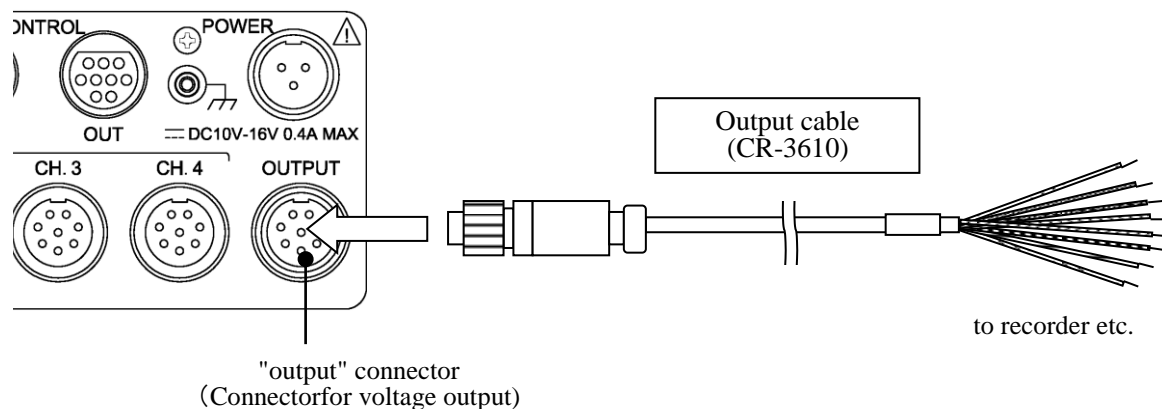 ONTROL
POWER
OUT
DC10V-16V 0.4A MAX
CH. 3
CH. 4
OUTPUT
Output cable
(CR-3610)
to recorder etc.
"output" connector
（Connectorfor voltage output)